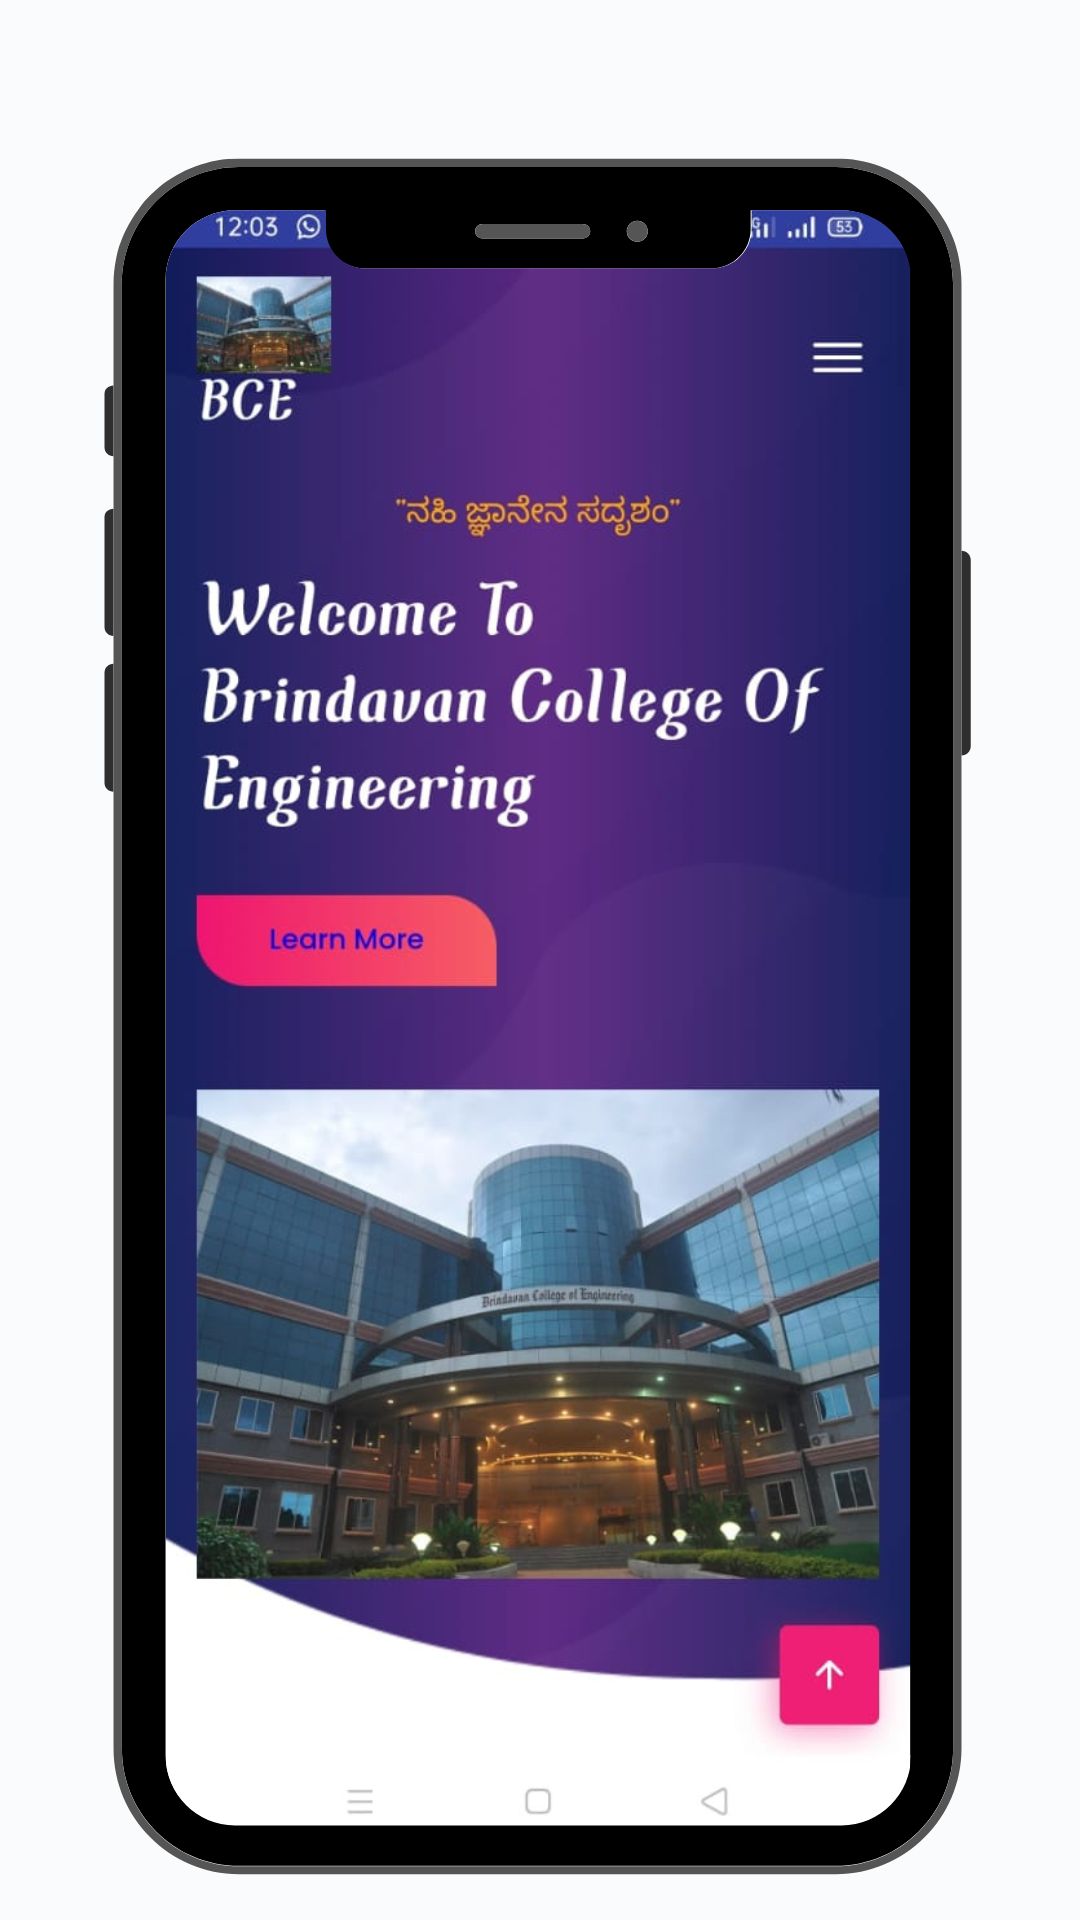 12:03
53
BCE
"ನಹಿ ಜ್ಞಾನೇನ ಸದೃಶಂ"
Welcome To
Brindavan College Of
Engineering
Learn More
Brindavan College of Engineering